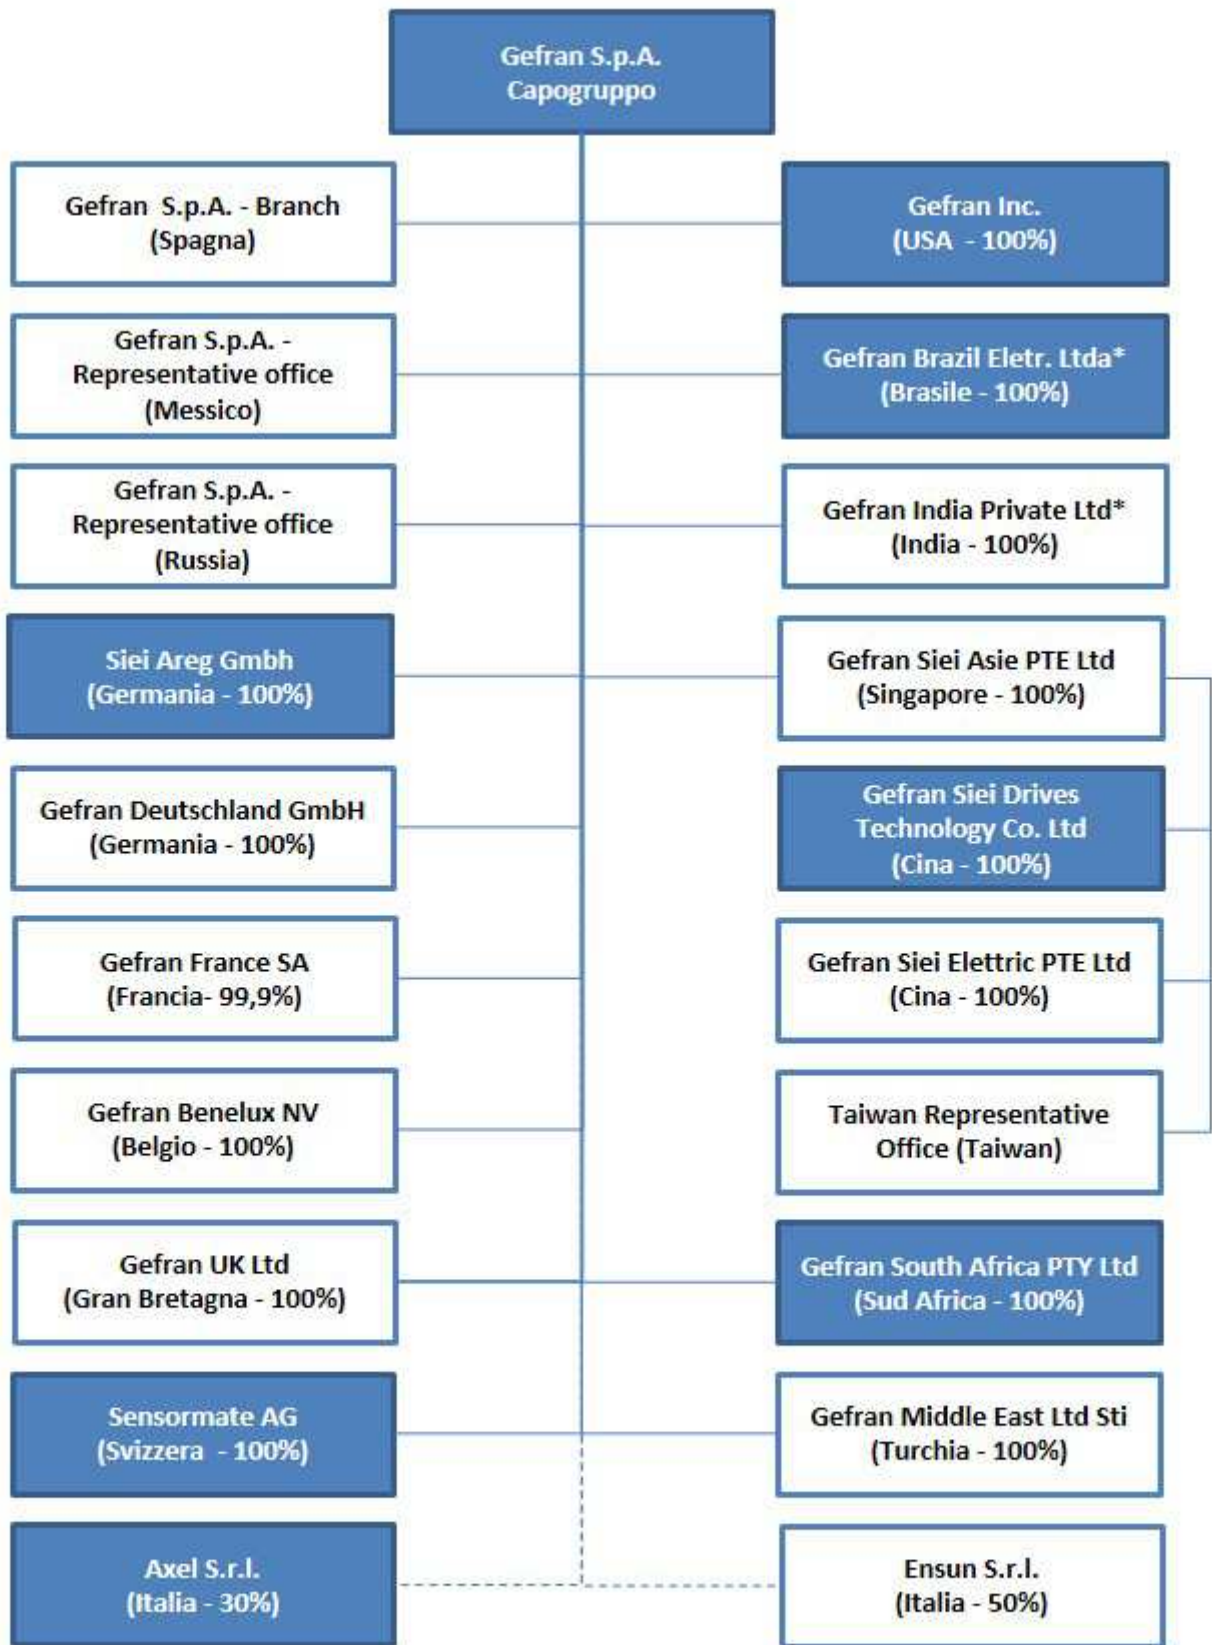 Gefran S.p.A.
Capogruppo
Gefran S.p.A. - Branch
(Spagna)
Gefran Inc.
(USA - 100%)
Gefran S.p.A. -
Representative office
(Messico)
Gefran Brazil Eletr. Ltda*
(Brasile - 100%)
Gefran S.p.A. -
Representative office
(Russia)
Gefran India Private Ltd*
(India - 100%)
Siei Areg Gmbh
(Germania - 100%)
Gefran Siei Asie PTE Ltd
(Singapore - 100%)
Gefran Deutschland GmbH
(Germania - 100%)
Gefran Siei Drives
Technology Co. Ltd
(Cina - 100%)
Gefran France SA
(Francia- 99,9%)
Gefran Siei Elettric PTE Ltd
(Cina - 100%)
Gefran Benelux NV
(Belgio - 100%)
Taiwan Representative
Office (Taiwan)
Gefran UK Ltd
(Gran Bretagna - 100%)
Gefran South Africa PTY Ltd
(Sud Africa - 100%)
Sensormate AG
(Svizzera - 100%)
Gefran Middle East Ltd Sti
(Turchia - 100%)
Axel S.r.l.
(Italia - 30%)
Ensun S.r.l.
(Italia - 50%)